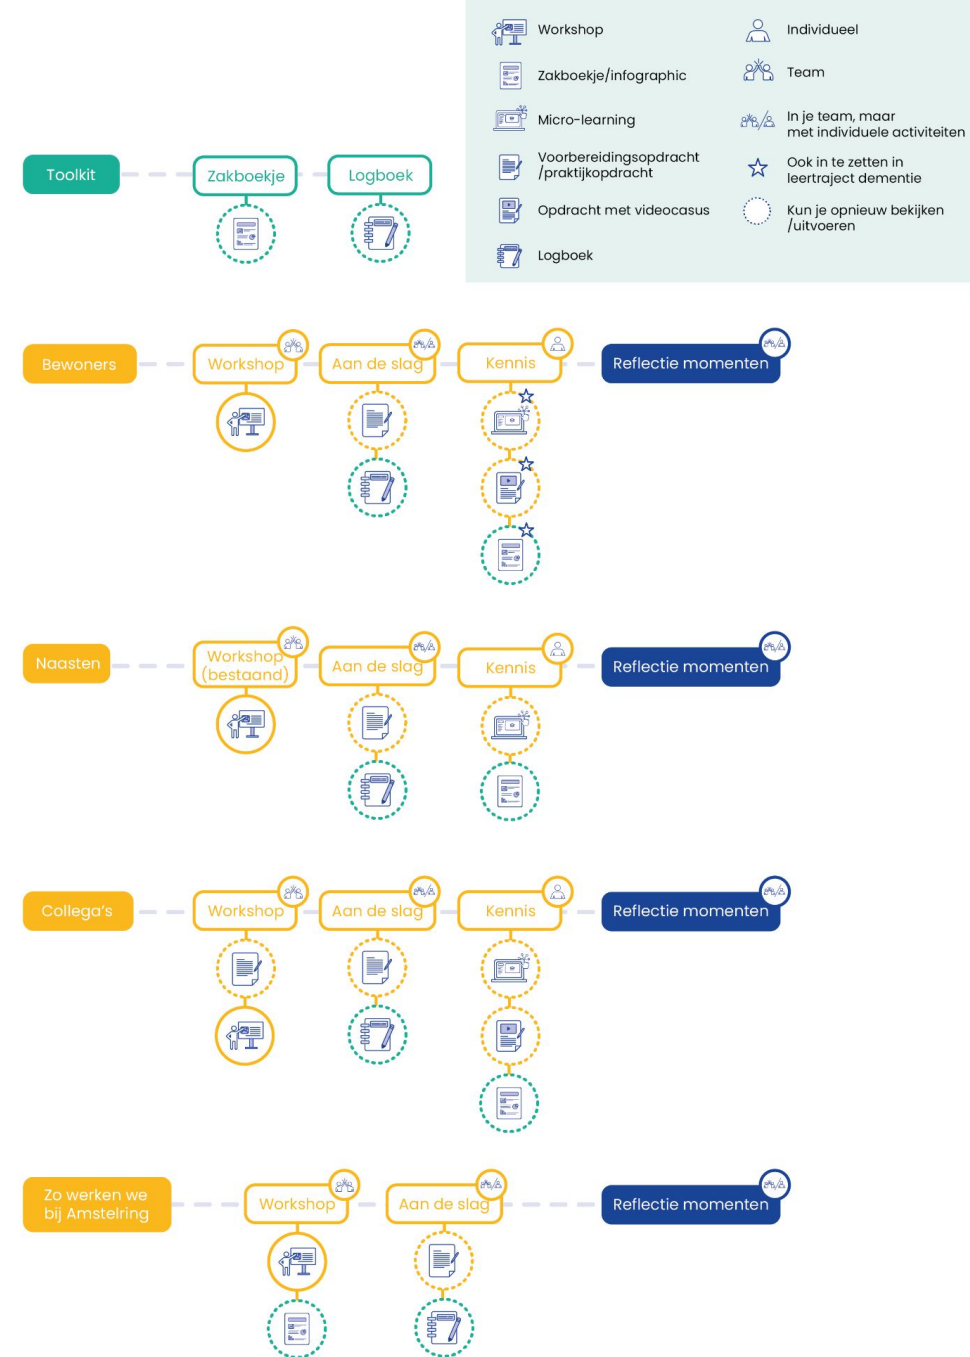 Workshop
Zakboekje/infographic
Micro-learning
Voorbereidingsopdracht
/praktijkopdracht
Opdracht met videocasus
Logboek
Individueel
Team
In je team, maar
met individuele activiteiten
Ook in te zetten in
leertraject dementie
Kun je opnieuw bekijken
/uitvoeren
Toolkit
Zakboekje
Logboek
Bewoners
Workshop
Aan de slag
Kennis
Reflectie momenten
Naasten
Workshop
(bestaand)
Aan de slag
Kennis
Reflectie momenten
Collega's
Workshop
Aan de slag
Kennis
Reflectie momenten
Zo werken we
bij Amstelring
Workshop
Aan de slag
Reflectie momenten